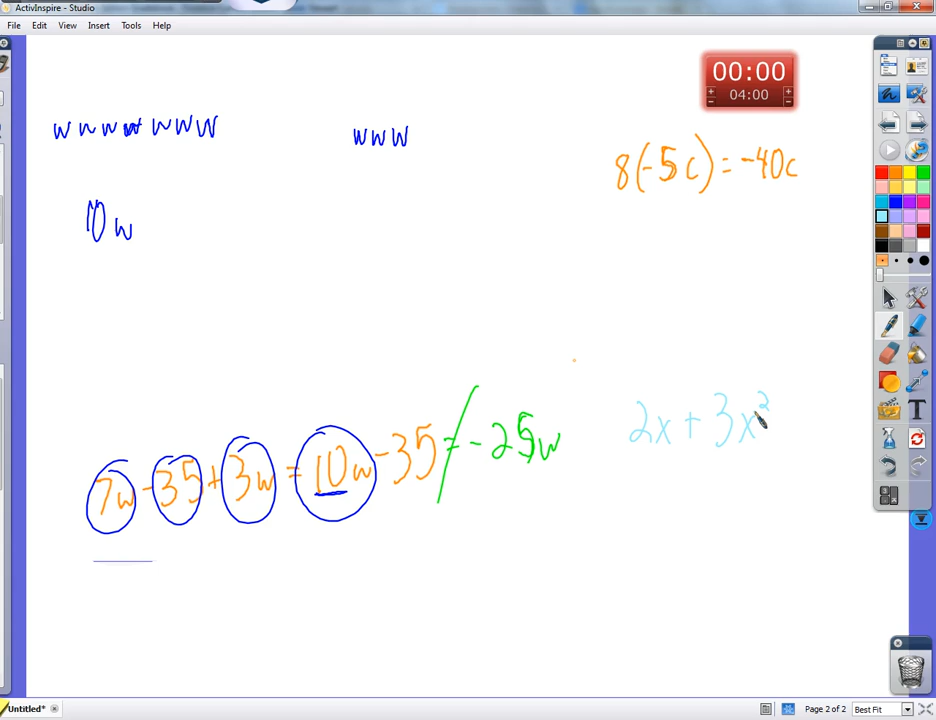 ActivInspire - Studio
File Edit View Insert Tools Help
00:00
04:00
w w w w w w w
w w w
8(-5c) = -40c
10w
2x + 3x²
7w - 35 + 3w = 10w - 35 = -25w
Untitled*
Page 2 of 2
Best Fit